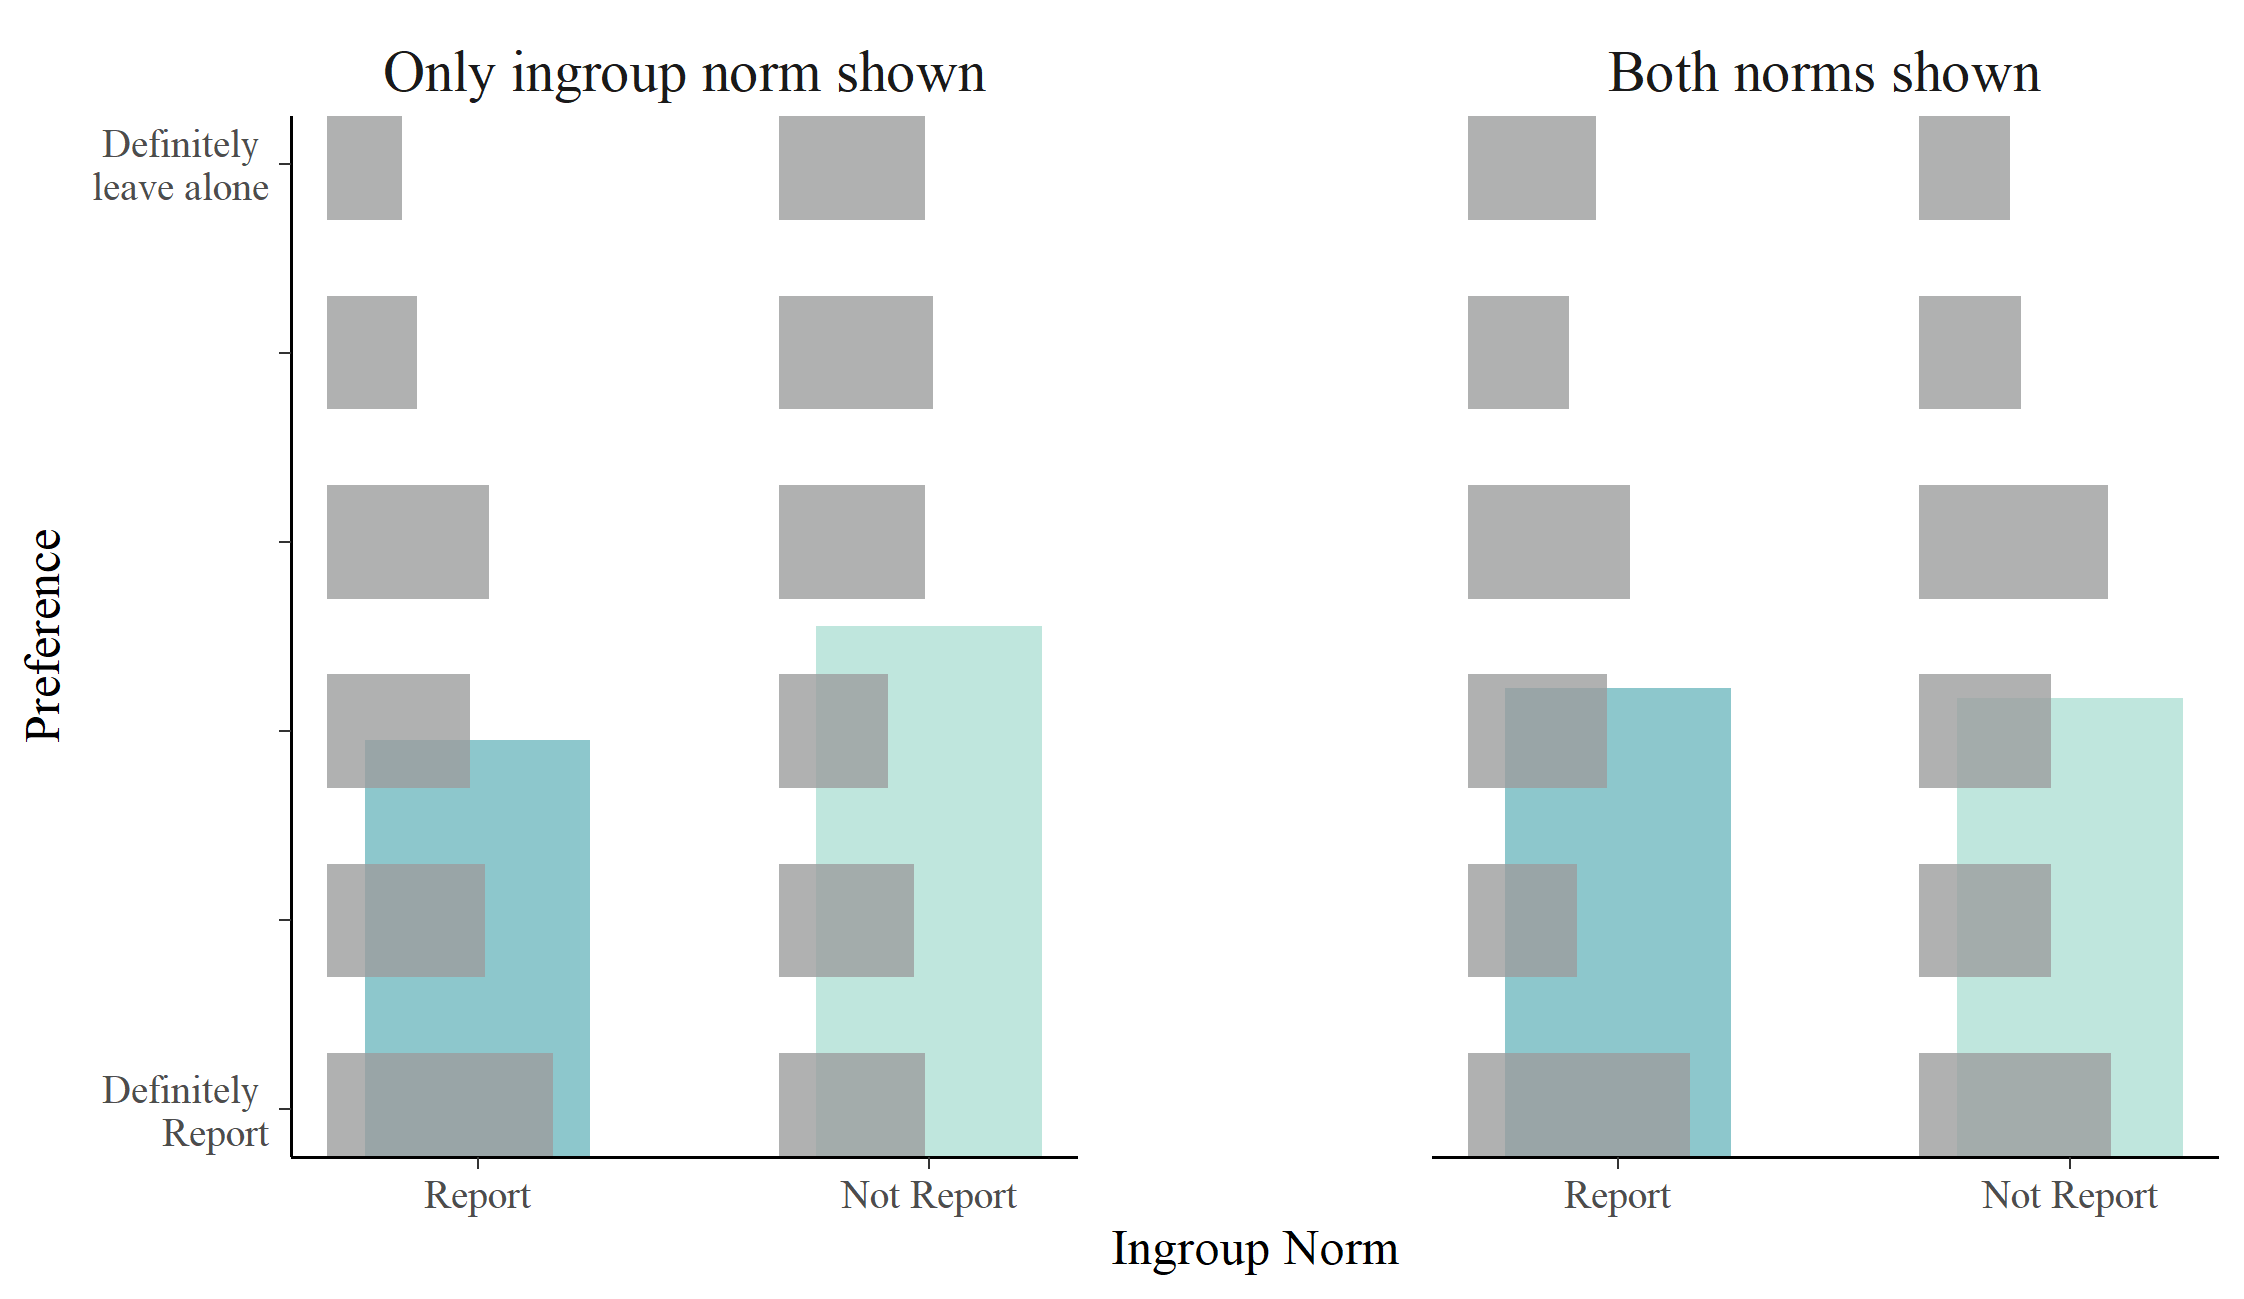 Only ingroup norm shown
Both norms shown
Definitely
leave alone
Preference
Definitely
Report
Report
Not Report
Report
Not Report
Ingroup Norm